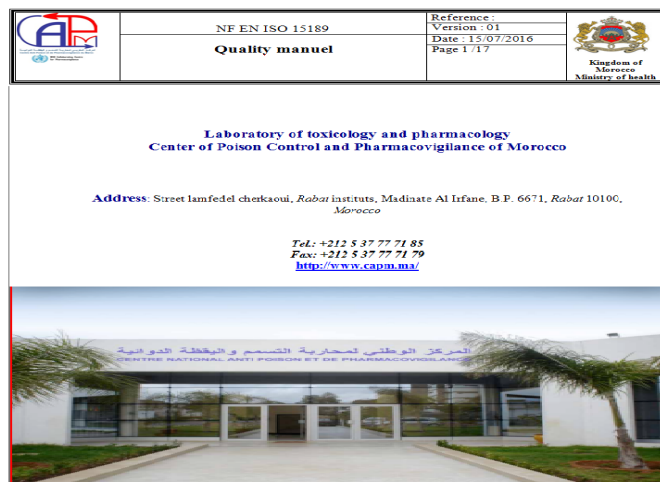 CAPM
NF EN ISO 15189
Quality manuel
Reference :
Version : 01
Date : 15/07/2016
Page 1 /17
Kingdom of
Morocco
Ministry of health
Laboratory of toxicology and pharmacology
Center of Poison Control and Pharmacovigilance of Morocco
Address: Street lamfedel cherkaoui, Rabat instituts, Madinate Al Irfane, B.P. 6671, Rabat 10100,
Morocco
Tel.: +212 5 37 77 71 85
Fax: +212 5 37 77 71 79
http://www.capm.ma/
المركز الوطني لمحاربة التسمم واليقظة الدوائية
CENTRE NATIONAL ANTI POISON ET DE PHARMACOVIGILANCE